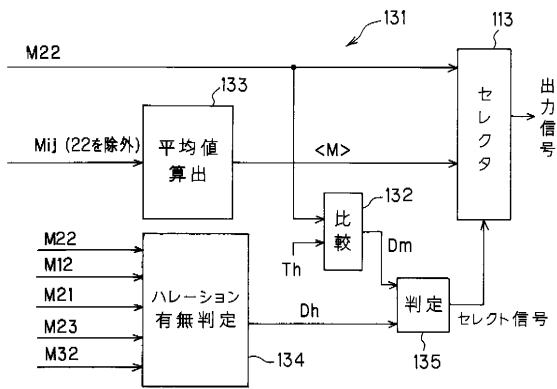 131
113
M22
133
セレクタ
出力信号
Mij (22を除外)
平均値
算出
<M>
132
比較
Th
Dm
M22
M12
M21
M23
M32
ハレーション
有無判定
Dh
判定
セレクト信号
134
135